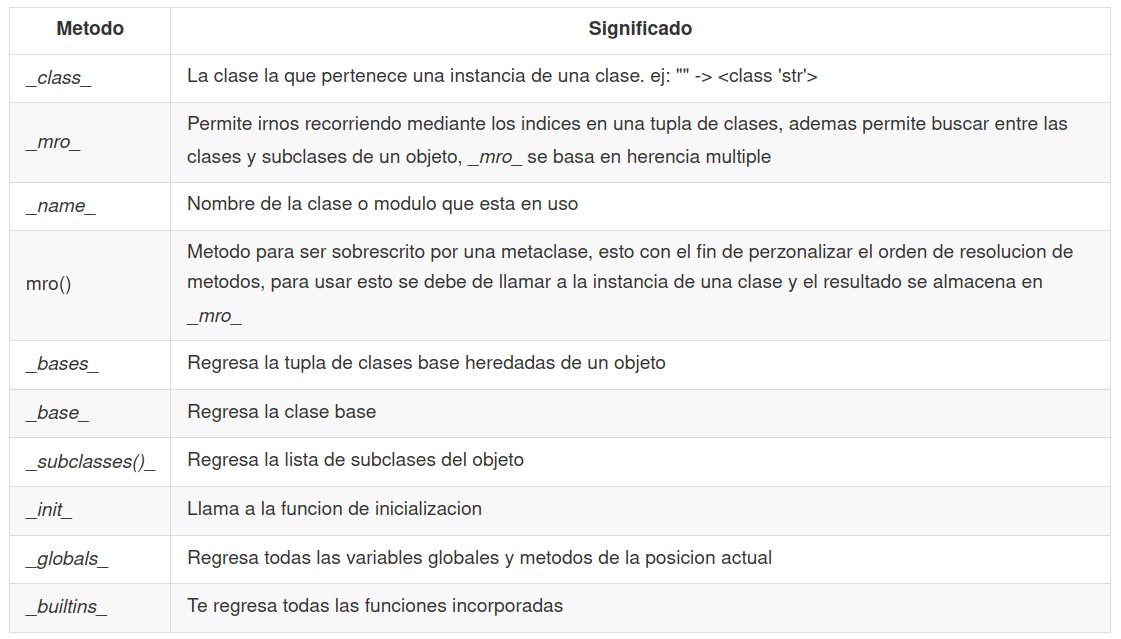 Metodo Significado
_class_ La clase la que pertenece una instancia de una clase. ej: "" -> <class 'str'>
_mro_ Permite irnos recorriendo mediante los indices en una tupla de clases, ademas permite buscar entre las
clases y subclases de un objeto, _mro_ se basa en herencia multiple
_name_ Nombre de la clase o modulo que esta en uso
mro() Metodo para ser sobrescrito por una metaclase, esto con el fin de perzonalizar el orden de resolucion de
metodos, para usar esto se debe de llamar a la instancia de una clase y el resultado se almacena en
_mro_
_bases_ Regresa la tupla de clases base heredadas de un objeto
_base_ Regresa la clase base
_subclasses()_ Regresa la lista de subclases del objeto
_init_ Llama a la funcion de inicializacion
_globals_ Regresa todas las variables globales y metodos de la posicion actual
_builtins_ Te regresa todas las funciones incorporadas